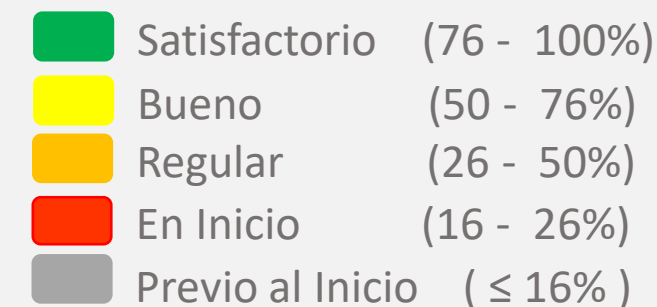 Satisfactorio (76 - 100%)
Bueno (50 - 76%)
Regular (26 - 50%)
En Inicio (16 - 26%)
Previo al Inicio ( ≤ 16% )